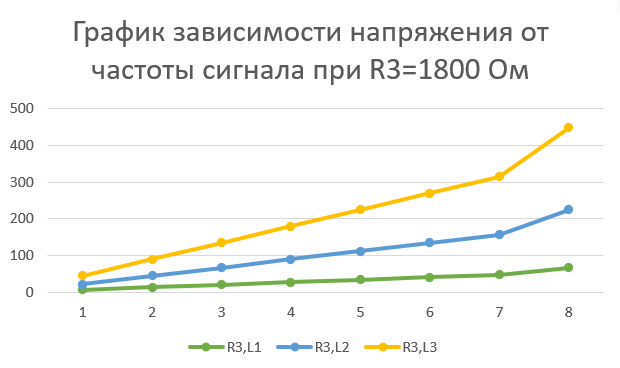 График зависимости напряжения от
частоты сигнала при R3=1800 Ом
500
400
300
200
100
0
1 2 3 4 5 6 7 8
R3,L1 R3,L2 R3,L3